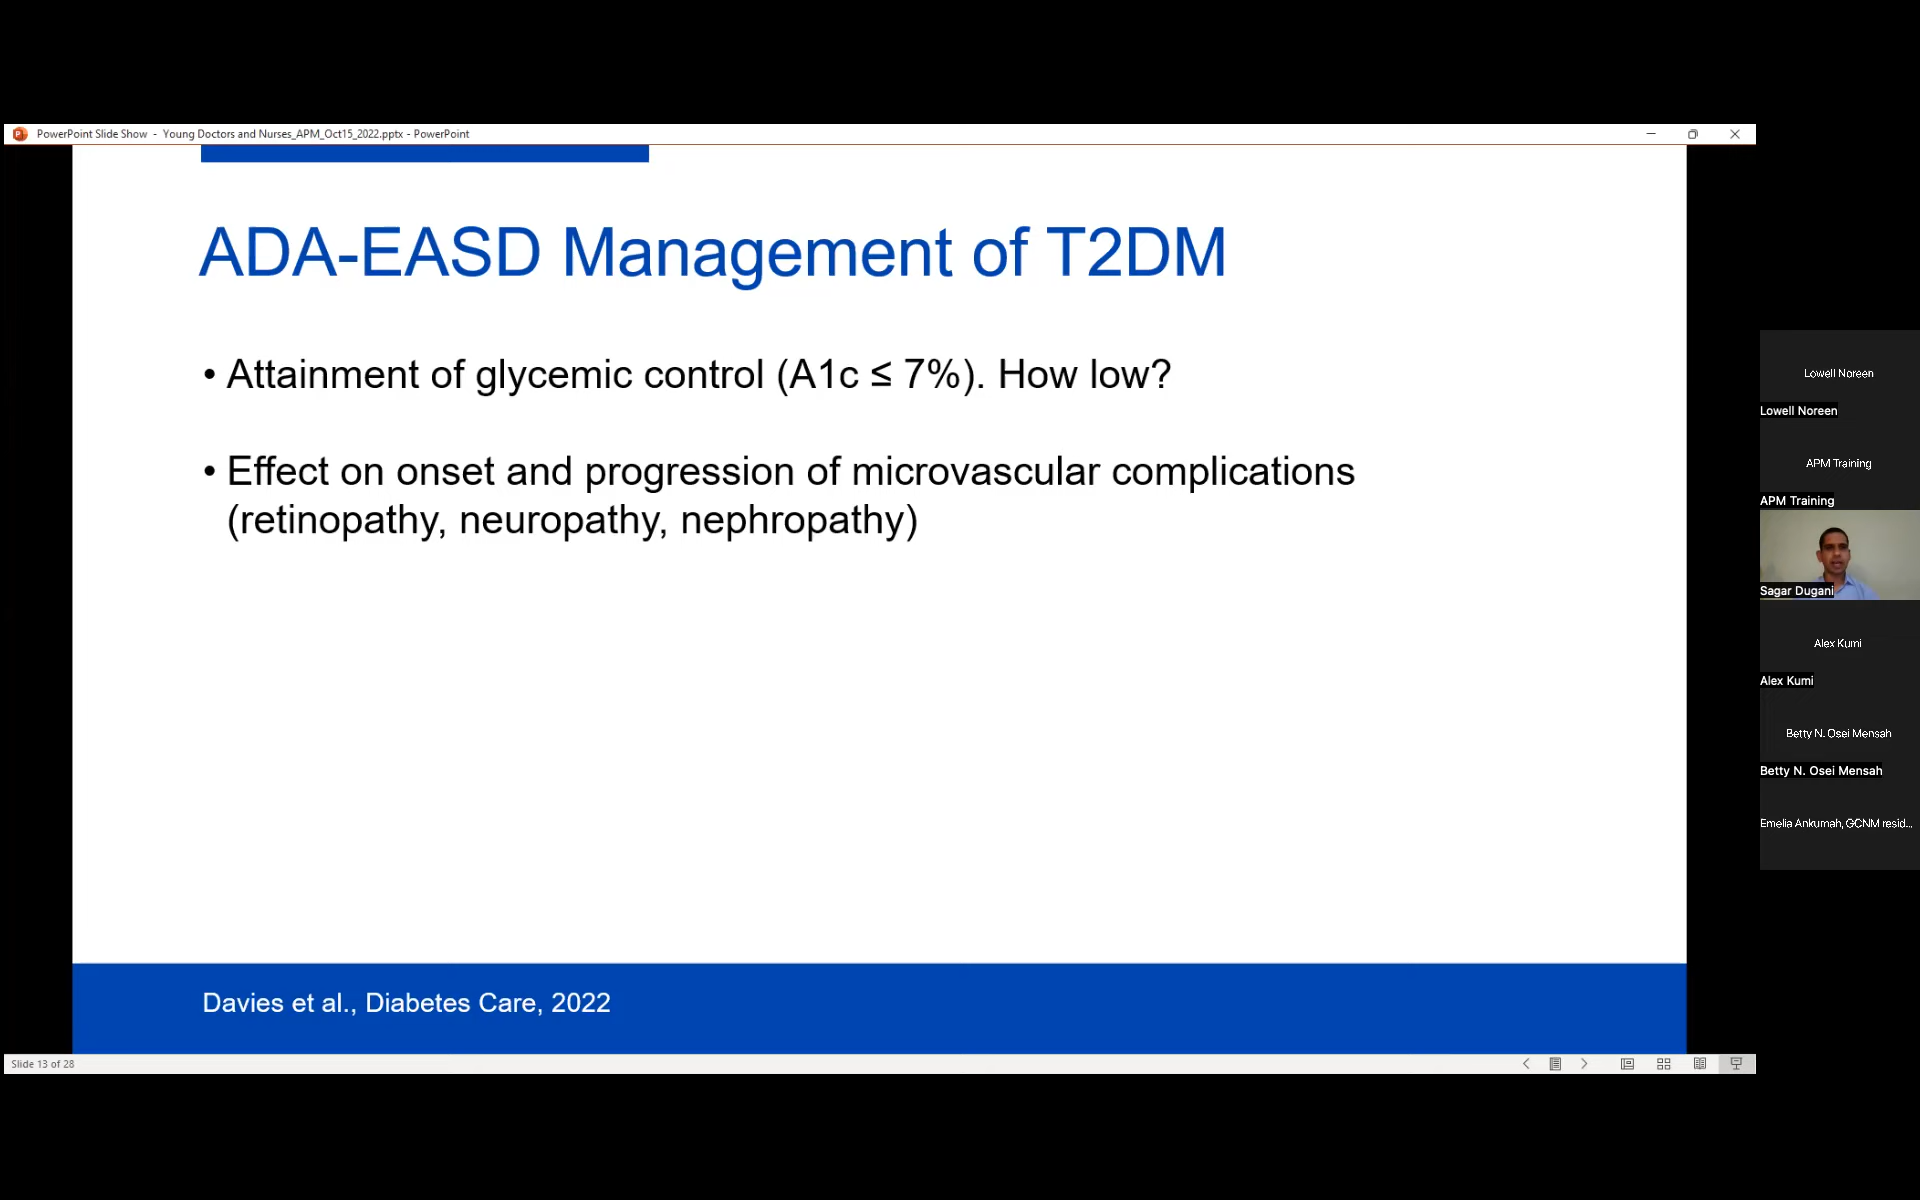 PowerPoint Slide Show - Young Doctors and Nurses_APM_Oct15_2022.pptx - PowerPoint
ADA-EASD Management of T2DM
• Attainment of glycemic control (A1c ≤ 7%). How low?
• Effect on onset and progression of microvascular complications
(retinopathy, neuropathy, nephropathy)
Davies et al., Diabetes Care, 2022
Slide 13 of 28
Lowell Noreen
Lowell Noreen
APM Training
APM Training
Sagar Dugani
Alex Kumi
Alex Kumi
Betty N. Osei Mensah
Betty N. Osei Mensah
Emelia Ankumah, GCNM resid...